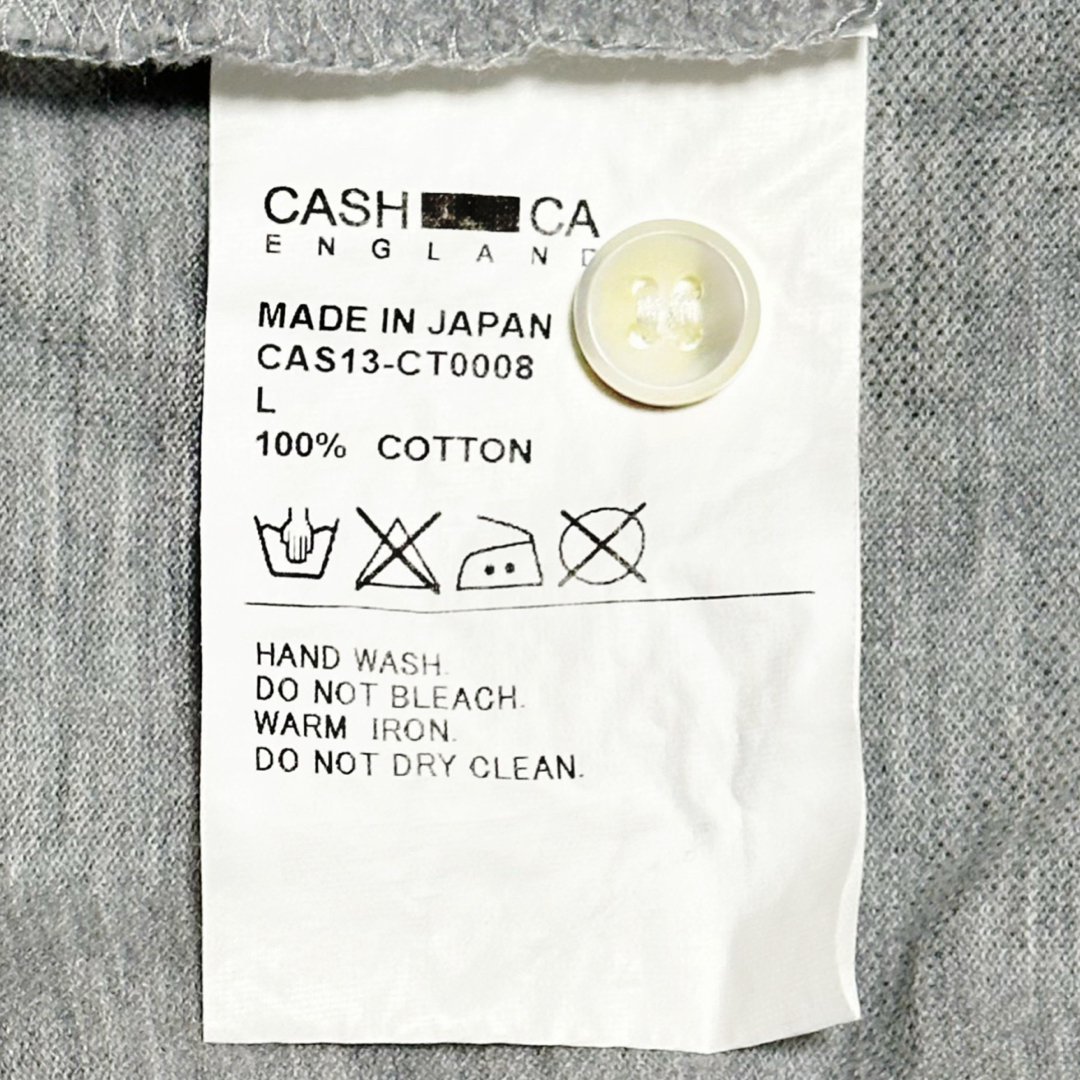 CASH CA
ENGLAND
MADE IN JAPAN
CAS13-CT0008
L
100% COTTON
HAND WASH.
DO NOT BLEACH.
WARM IRON.
DO NOT DRY CLEAN.